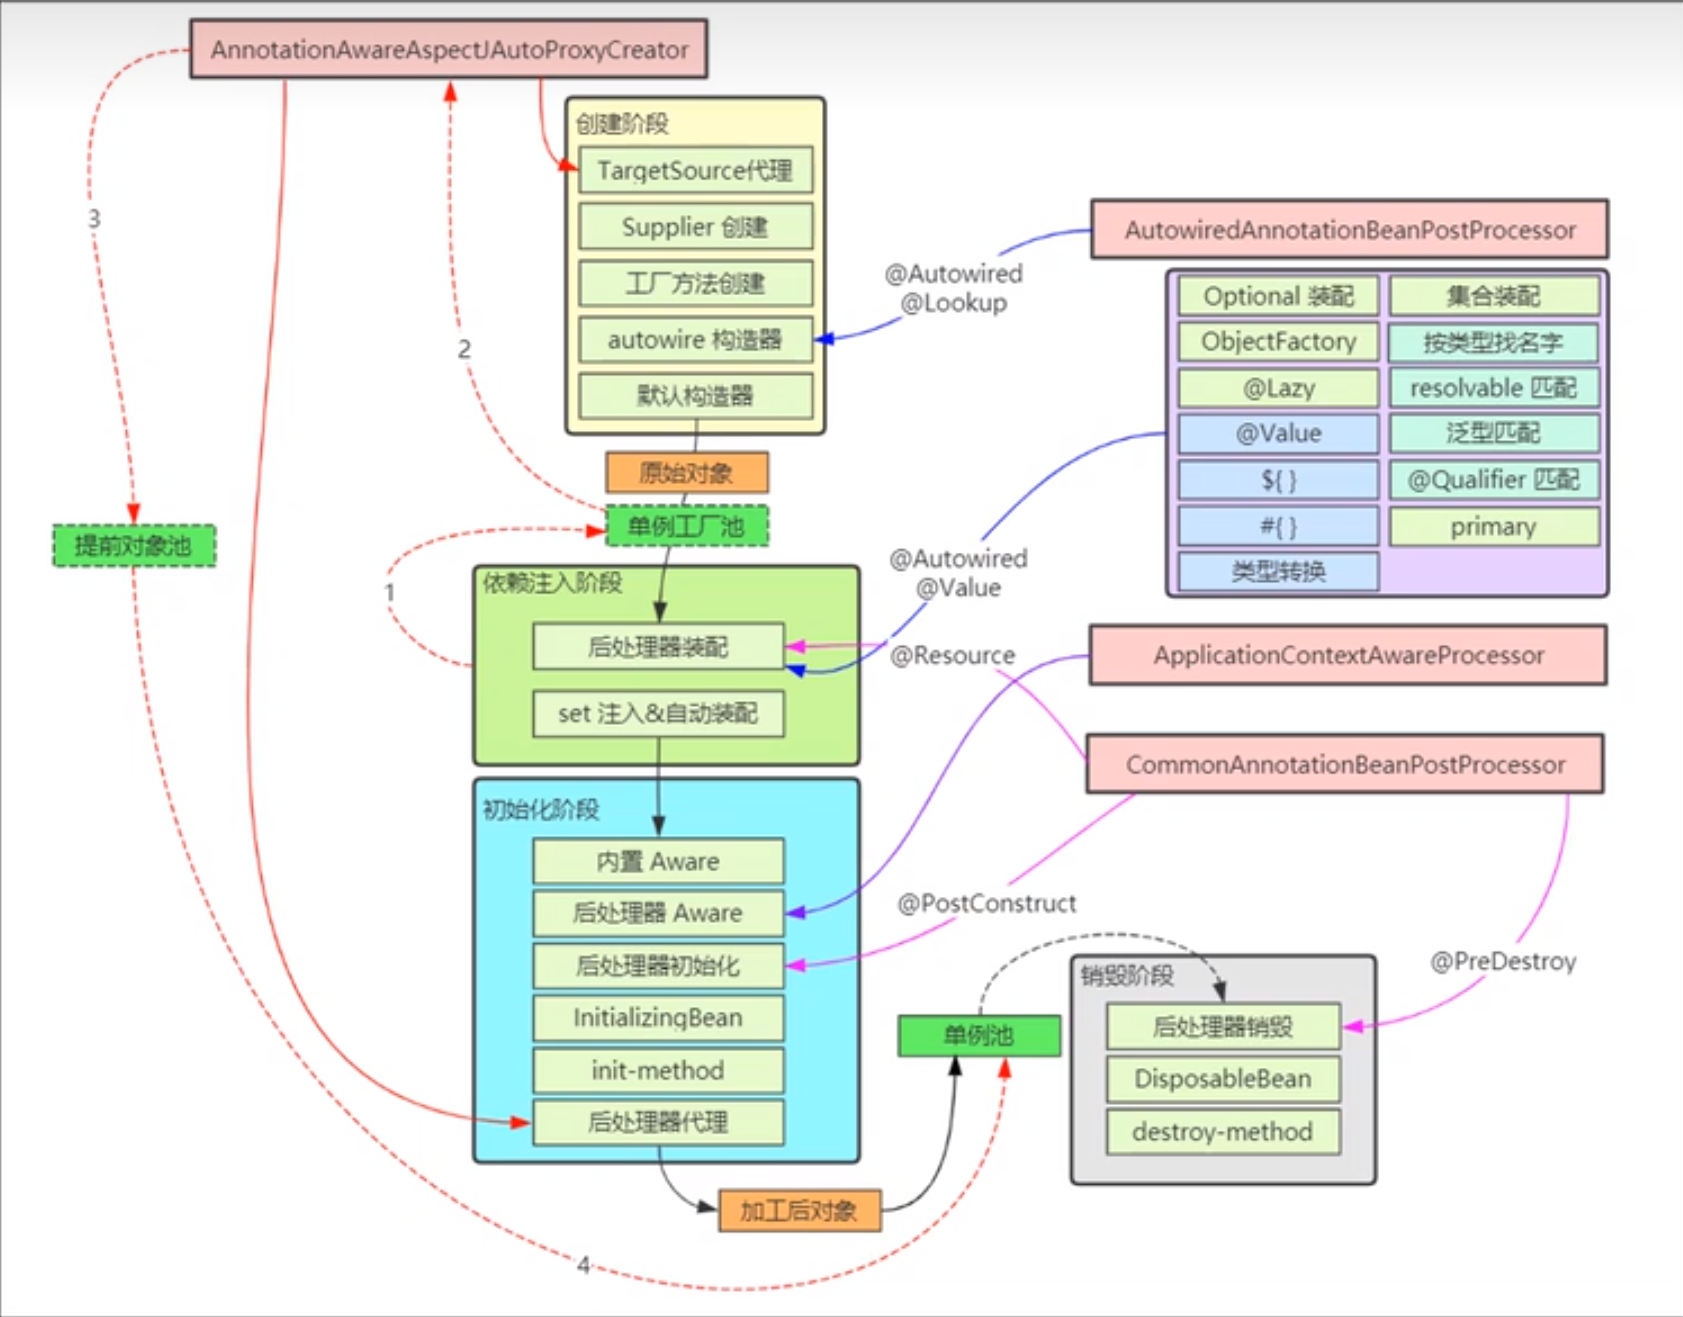 AnnotationAwareAspectJAutoProxyCreator
创建阶段
TargetSource代理
Supplier 创建
工厂方法创建
autowire 构造器
默认构造器
原始对象
单例工厂池
提前对象池
依赖注入阶段
后处理器装配
set 注入&自动装配
初始化阶段
内置 Aware
后处理器 Aware
后处理器初始化
InitializingBean
init-method
后处理器代理
加工后对象
单例池
销毁阶段
后处理器销毁
DisposableBean
destroy-method
AutowiredAnnotationBeanPostProcessor
Optional 装配
集合装配
ObjectFactory
按类型找名字
@Lazy
resolvable 匹配
@Value
泛型匹配
${ }
@Qualifier 匹配
#{ }
primary
类型转换
ApplicationContextAwareProcessor
CommonAnnotationBeanPostProcessor
@Autowired
@Lookup
@Autowired
@Value
@Resource
@PostConstruct
@PreDestroy
1
2
3
4